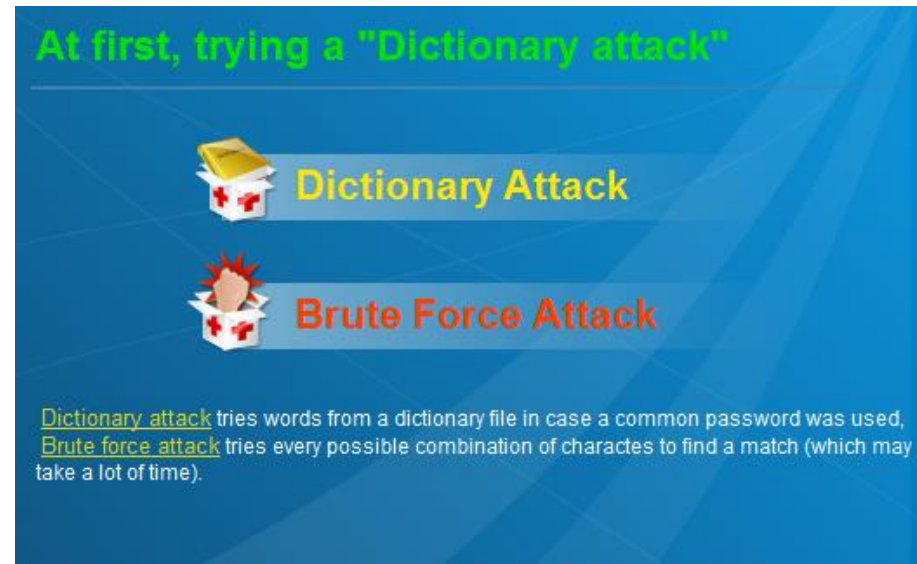 At first, trying a "Dictionary attack"
Dictionary Attack
Brute Force Attack
Dictionary attack tries words from a dictionary file in case a common password was used,
Brute force attack tries every possible combination of charactes to find a match (which may
take a lot of time).